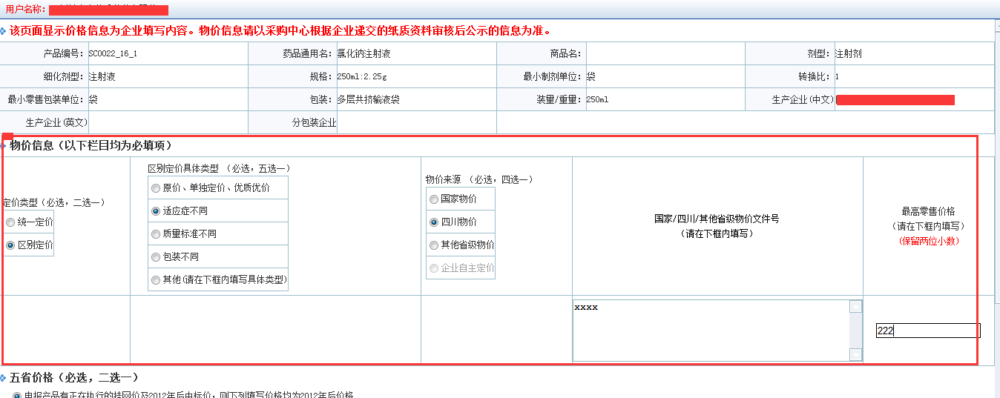 用户名称：
该页面显示价格信息为企业填写内容。物价信息请以采购中心根据企业递交的纸质资料审核后公示的信息为准。
产品编号： SC0022_16_1 药品通用名： 氯化钠注射液 商品名： 剂型： 注射剂
细化剂型： 注射液 规格： 250ml:2.25g 最小制剂单位： 袋 转换比： 1
最小零售包装单位： 袋 包装： 多层共挤输液袋 装量/重量： 250ml 生产企业(中文)
生产企业(英文) 分包装企业
物价信息（以下栏目均为必填项）
定价类型（必选，二选一）
统一定价
区别定价
区别定价具体类型 （必选，五选一）
原价、单独定价、优质优价
适应症不同
质量标准不同
包装不同
其他(请在下框内填写具体类型)
物价来源 （必选，四选一）
国家物价
四川物价
其他省级物价
企业自主定价
国家/四川/其他省级物价文件号
（请在下框内填写）
最高零售价格
（请在下框内填写）
（保留两位小数）
xxxx
222
五省价格（必选，二选一）
申报产品有正在执行的挂网价及2012年后中标价，则下列填写价格均为2012年后价格